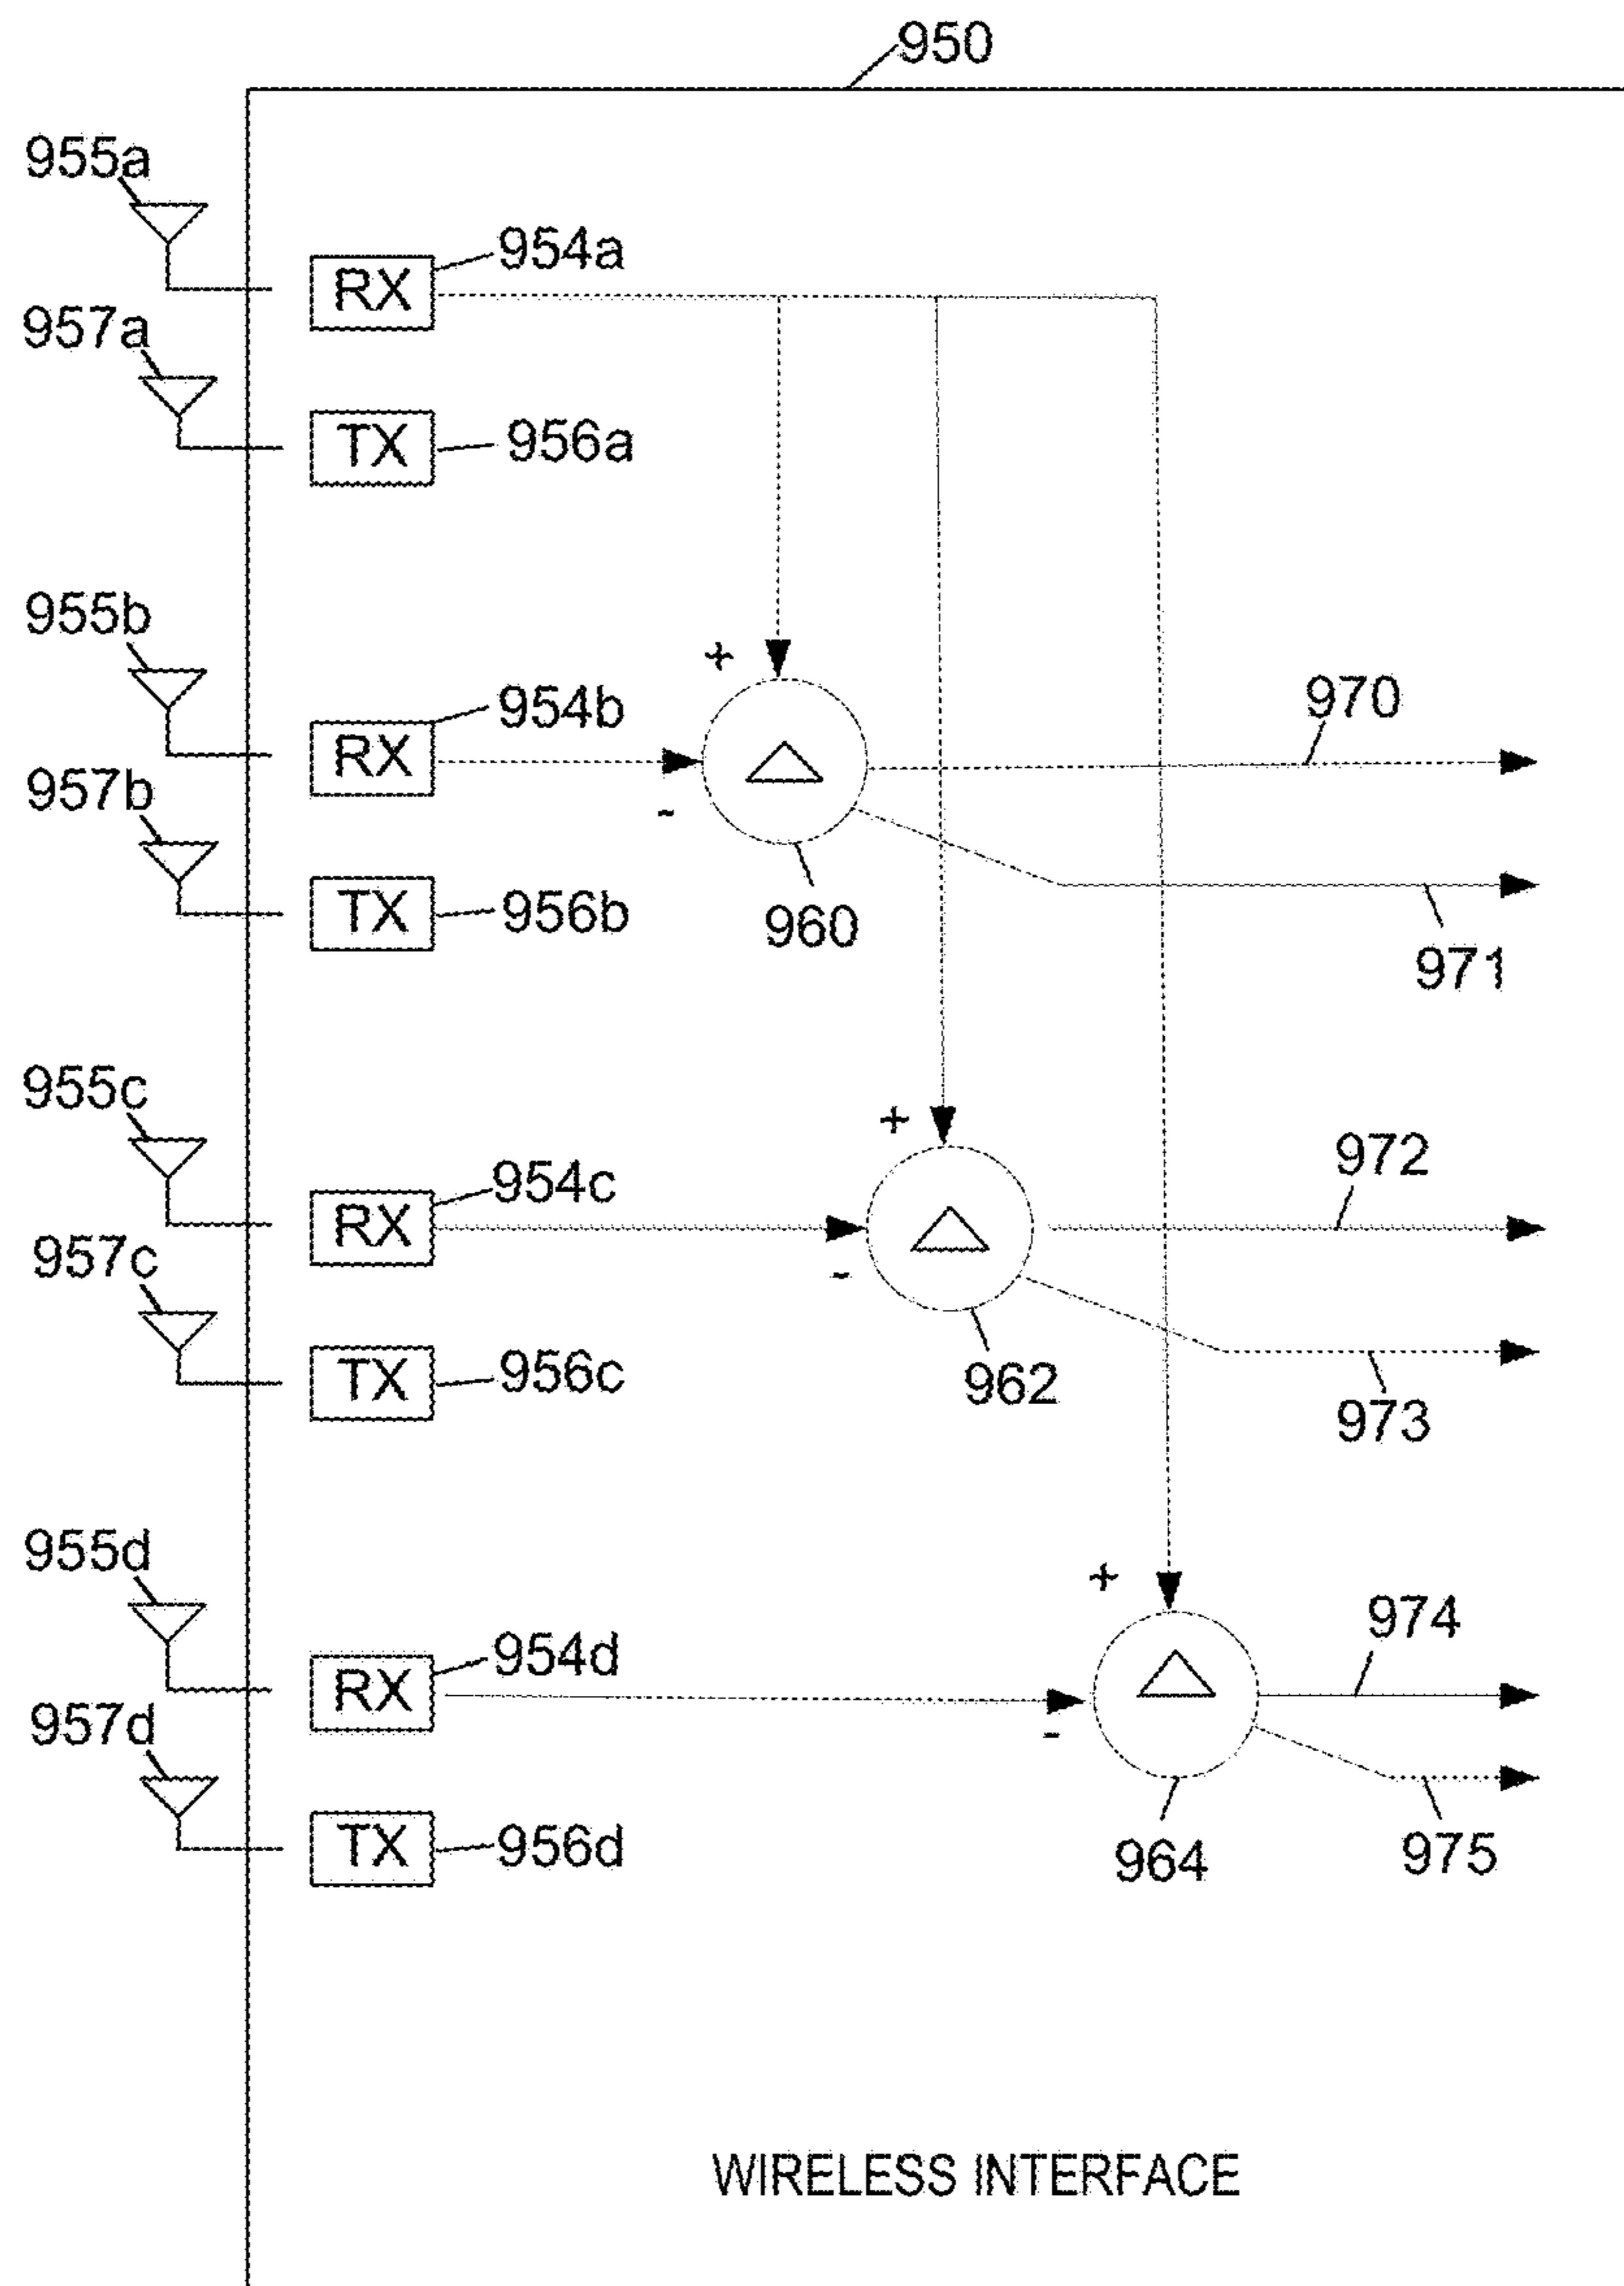 950
955a
RX 954a
957a
TX 956a
955b
+
970
RX 954b
957b
-
TX 956b
960
971
955c
+
972
RX 954c
957c
-
TX 956c
962
973
955d
+
974
RX 954d
957d
-
TX 956d
964
975
WIRELESS INTERFACE